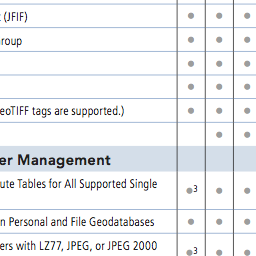 (JFIF)
roup
eoTIFF tags are supported.)
er Management
ute Tables for All Supported Single
3
n Personal and File Geodatabases
ers with LZ77, JPEG, or JPEG 2000
3